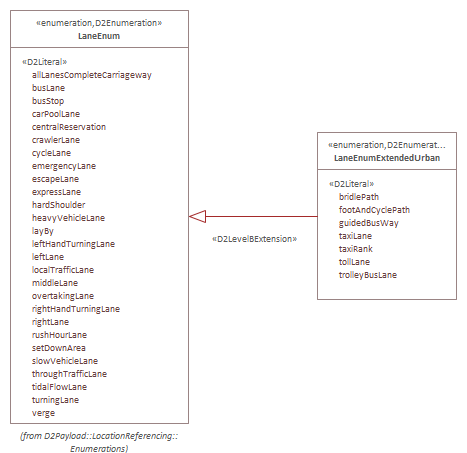 «enumeration,D2Enumeration»
LaneEnum
«D2Literal»
allLanesCompleteCarriageway
busLane
busStop
carPoolLane
centralReservation
crawlerLane
cycleLane
emergencyLane
escapeLane
expressLane
hardShoulder
heavyVehicleLane
layBy
leftHandTurningLane
leftLane
localTrafficLane
middleLane
overtakingLane
rightHandTurningLane
rightLane
rushHourLane
setDownArea
slowVehicleLane
throughTrafficLane
tidalFlowLane
turningLane
verge
(from D2Payload::LocationReferencing::
Enumerations)
«D2LevelBExtension»
«enumeration,D2Enumerat...
LaneEnumExtendedUrban
«D2Literal»
bridlePath
footAndCyclePath
guidedBusWay
taxiLane
taxiRank
tollLane
trolleyBusLane